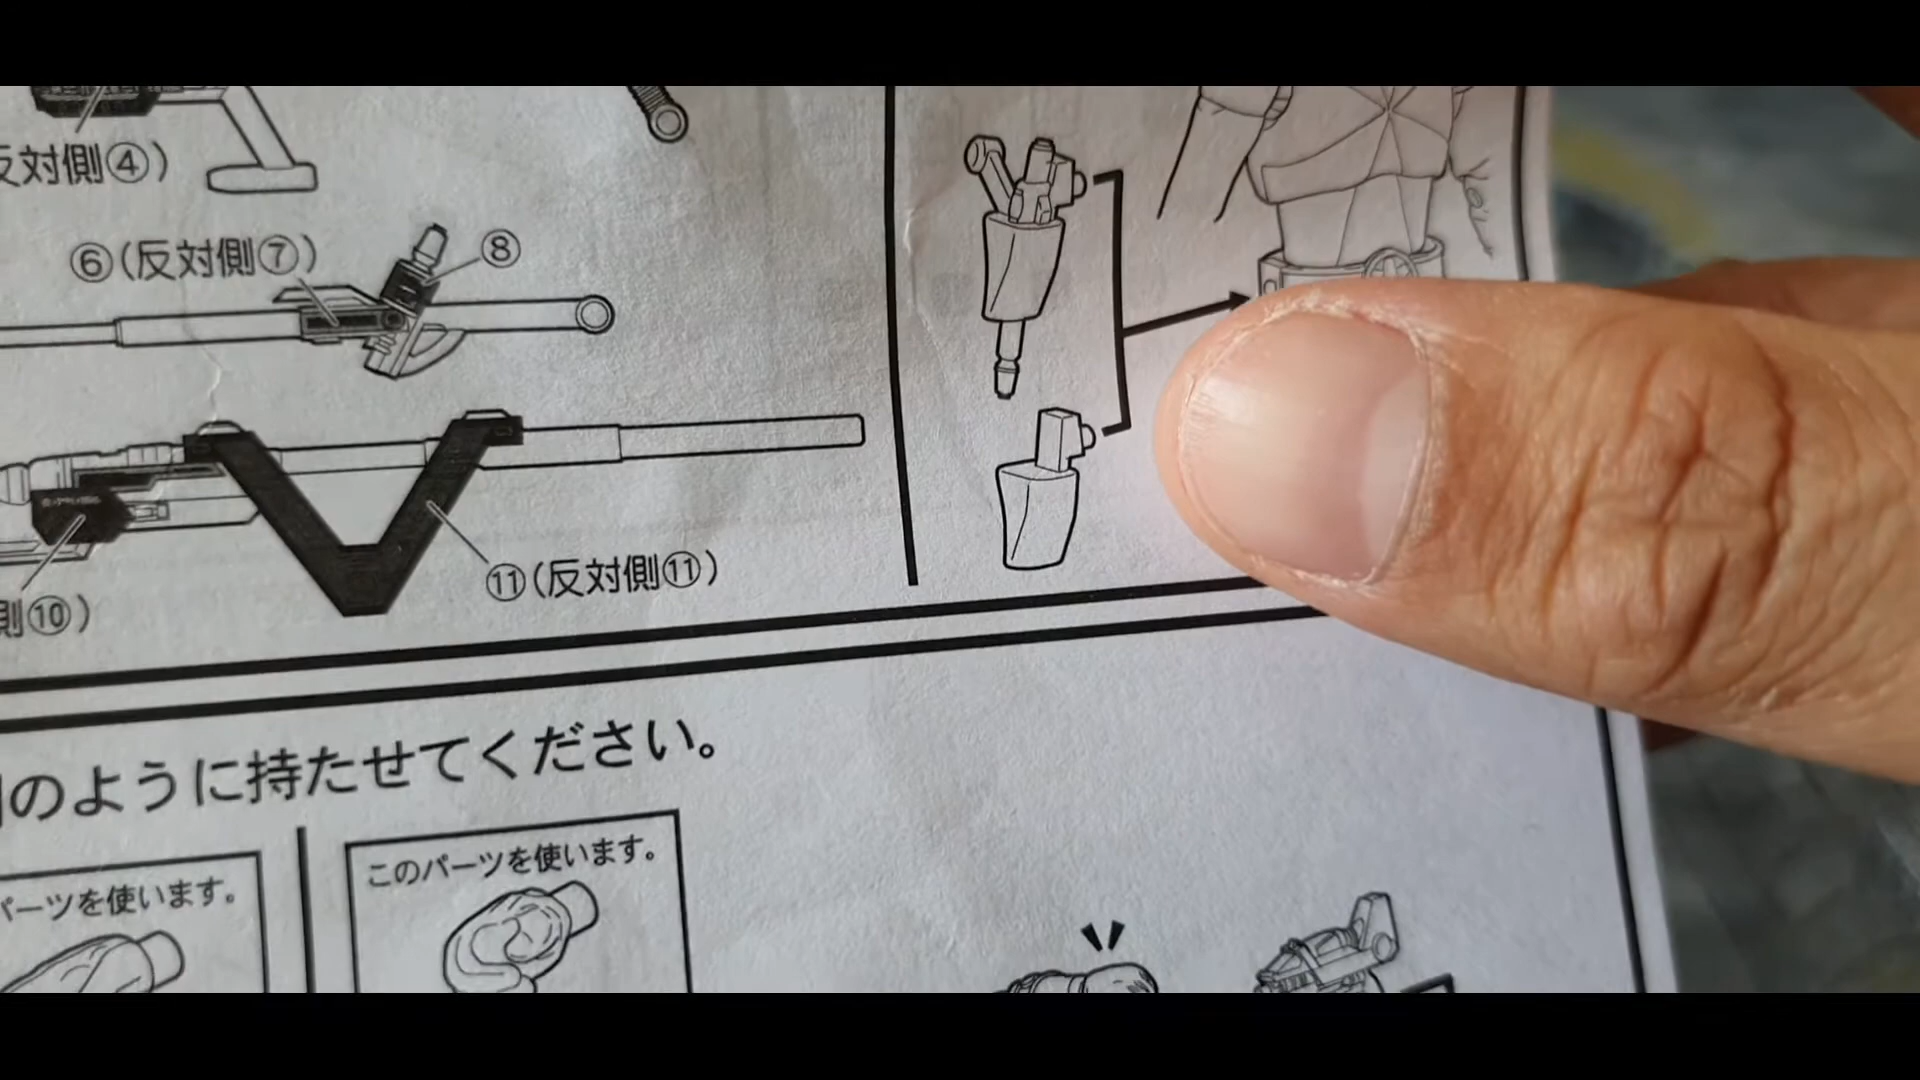 反対側④)
⑥(反対側⑦)
⑧
⑪(反対側⑪)
側⑩)
のように持たせてください。
パーツを使います。
このパーツを使います。